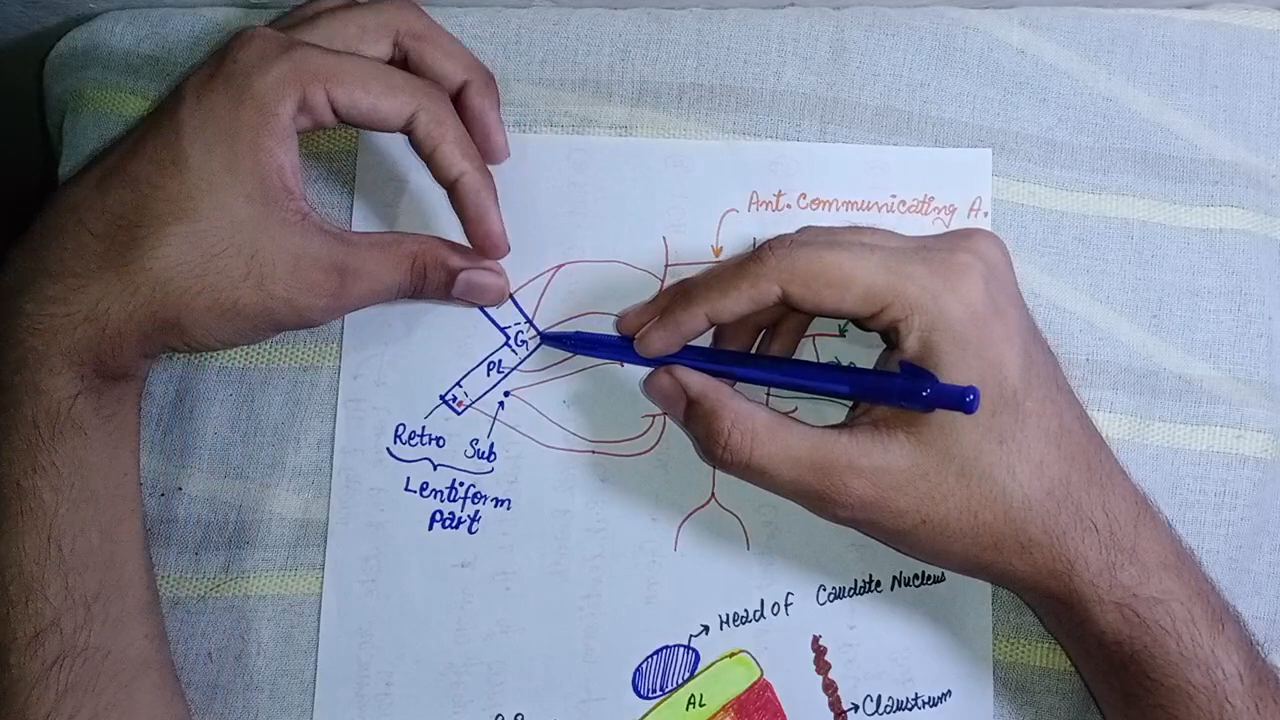 Ant. Communicating A.
G
PL
Retro Sub
Lentiform
Part
Head of Caudate Nucleus
AL
Claustrum